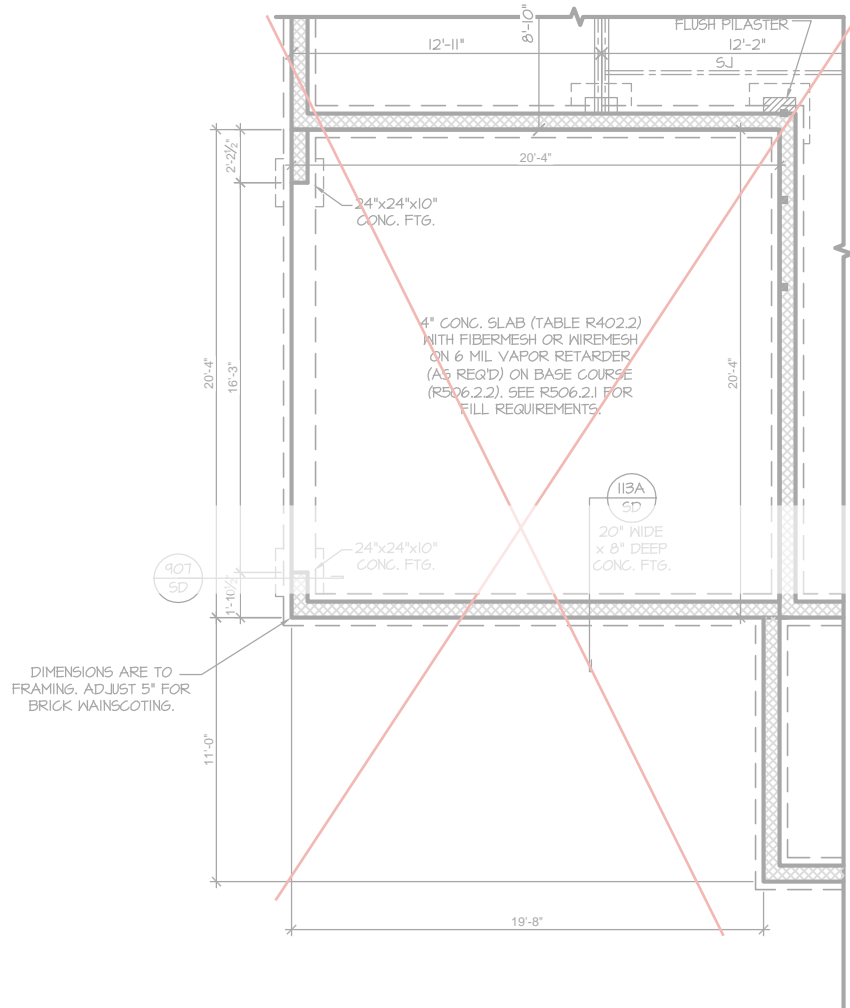 FLUSH PILASTER
12'-11"
8'-10"
12'-2"
SJ
2'-2½"
20'-4"
24"x24"x10"
CONC. FTG.
4" CONC. SLAB (TABLE R402.2)
WITH FIBERMESH OR WIREMESH
ON 6 MIL VAPOR RETARDER
(AS REQ'D) ON BASE COURSE
(R506.2.2). SEE R506.2.1 FOR
FILL REQUIREMENTS.
20'-4"
16'-3"
20'-4"
113A
SD
20" WIDE
x 8" DEEP
CONC. FTG.
24"x24"x10"
CONC. FTG.
907
SD
1'-10½"
DIMENSIONS ARE TO
FRAMING. ADJUST 5" FOR
BRICK WAINSCOTING.
11'-0"
19'-8"